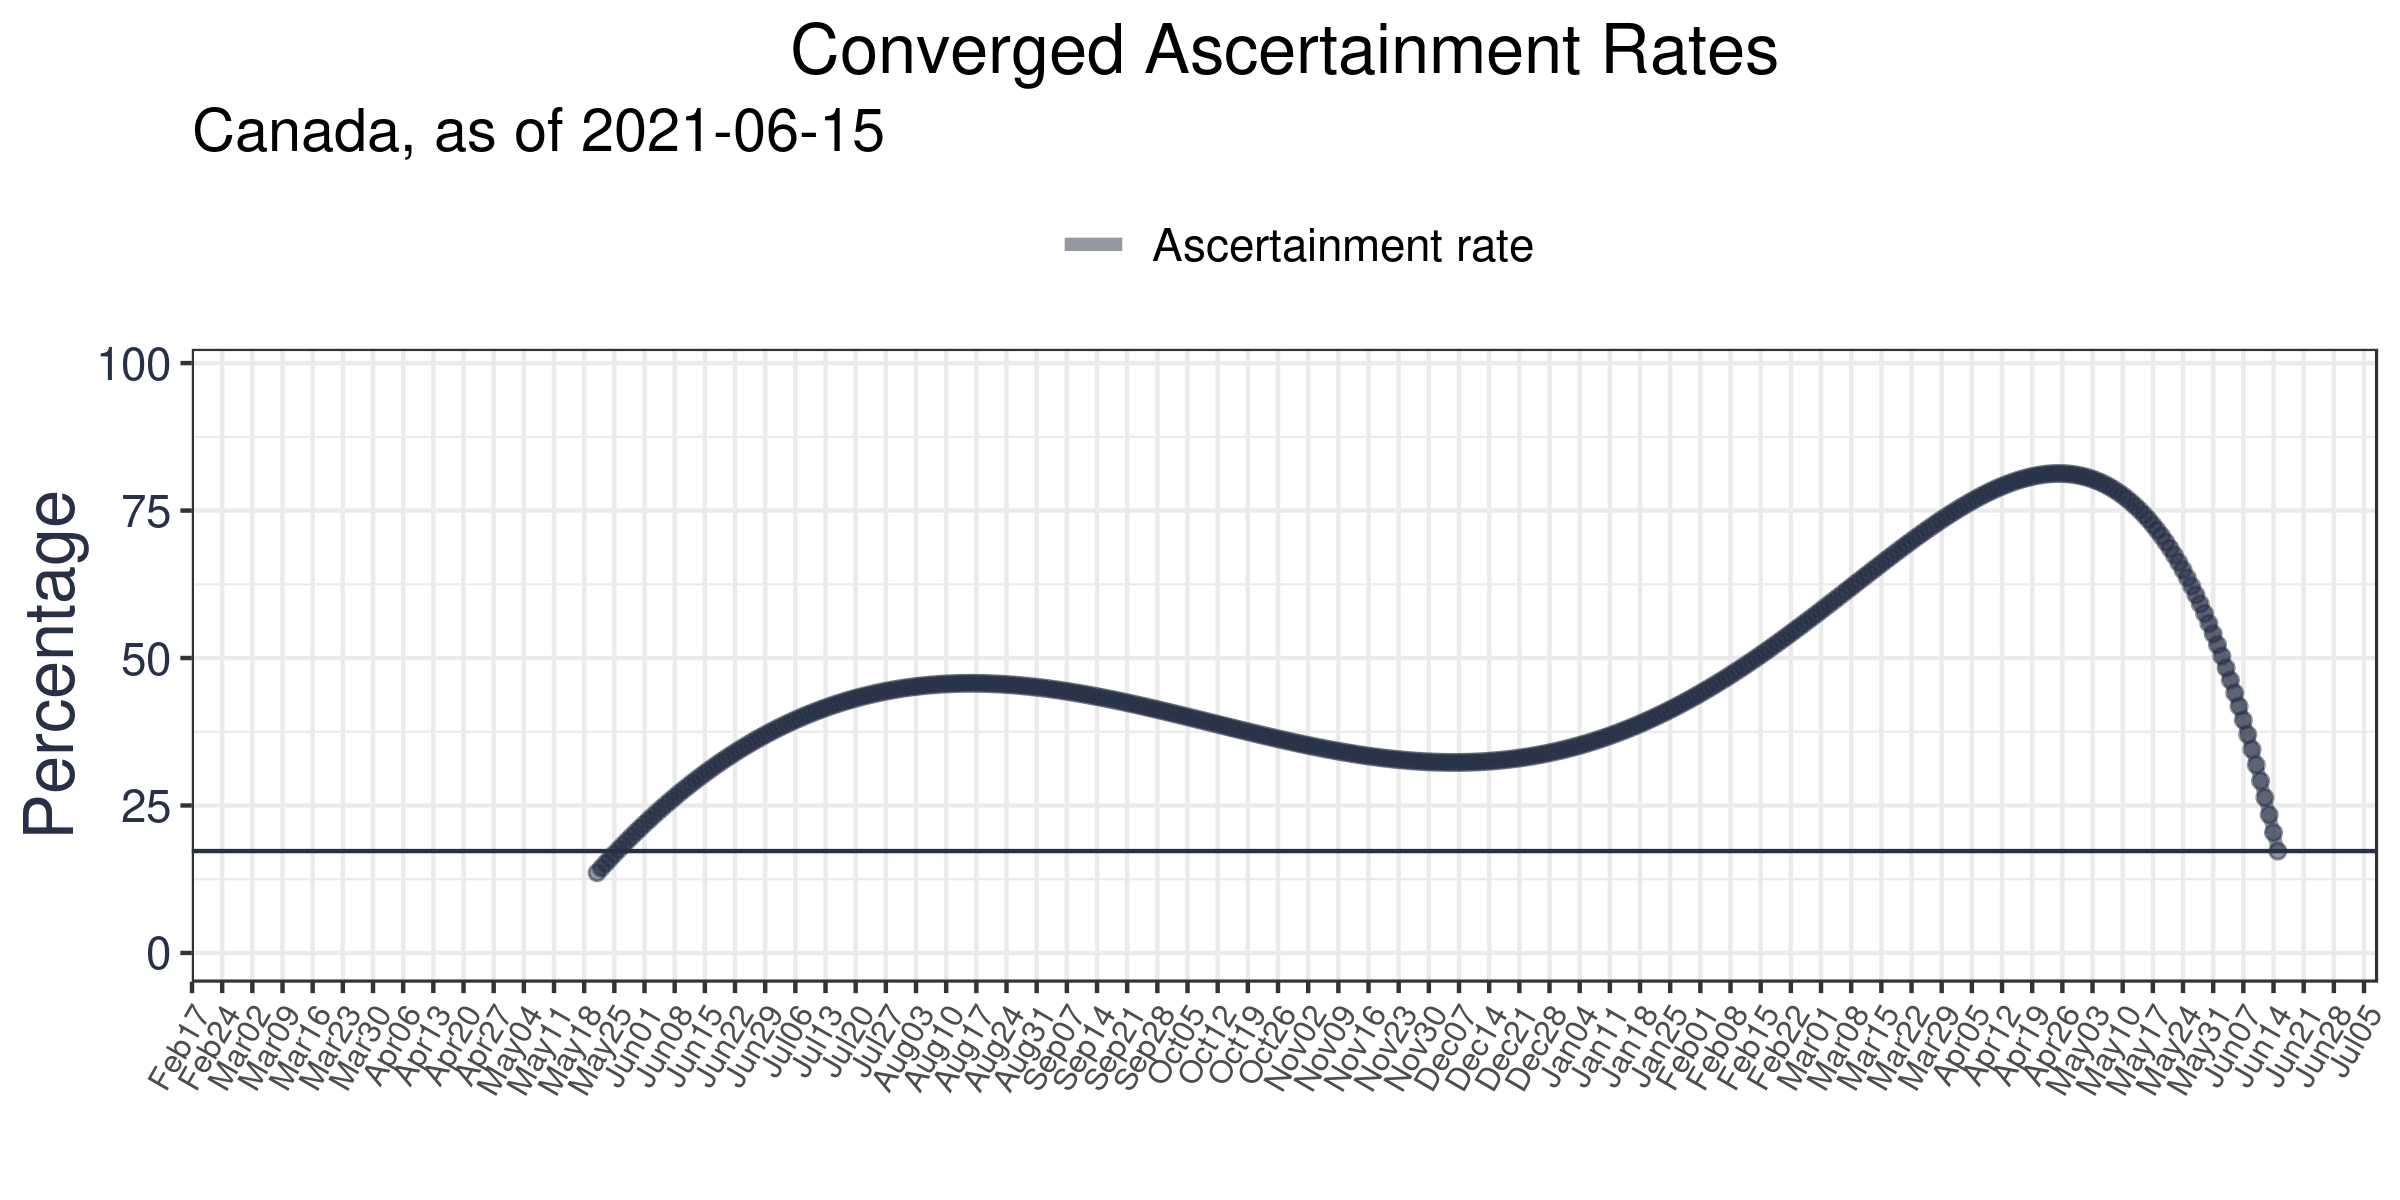 Converged Ascertainment Rates
Canada, as of 2021-06-15
Ascertainment rate
Percentage
100
75
50
25
0
Feb17
Feb24
Mar02
Mar09
Mar16
Mar23
Mar30
Apr06
Apr13
Apr20
Apr27
May04
May11
May18
May25
Jun01
Jun08
Jun15
Jun22
Jun29
Jul06
Jul13
Jul20
Jul27
Aug03
Aug10
Aug17
Aug24
Aug31
Sep07
Sep14
Sep21
Sep28
Oct05
Oct12
Oct19
Oct26
Nov02
Nov09
Nov16
Nov23
Nov30
Dec07
Dec14
Dec21
Dec28
Jan04
Jan11
Jan18
Jan25
Feb01
Feb08
Feb15
Feb22
Mar01
Mar08
Mar15
Mar22
Mar29
Apr05
Apr12
Apr19
Apr26
May03
May10
May17
May24
May31
Jun07
Jun14
Jun21
Jun28
Jul05